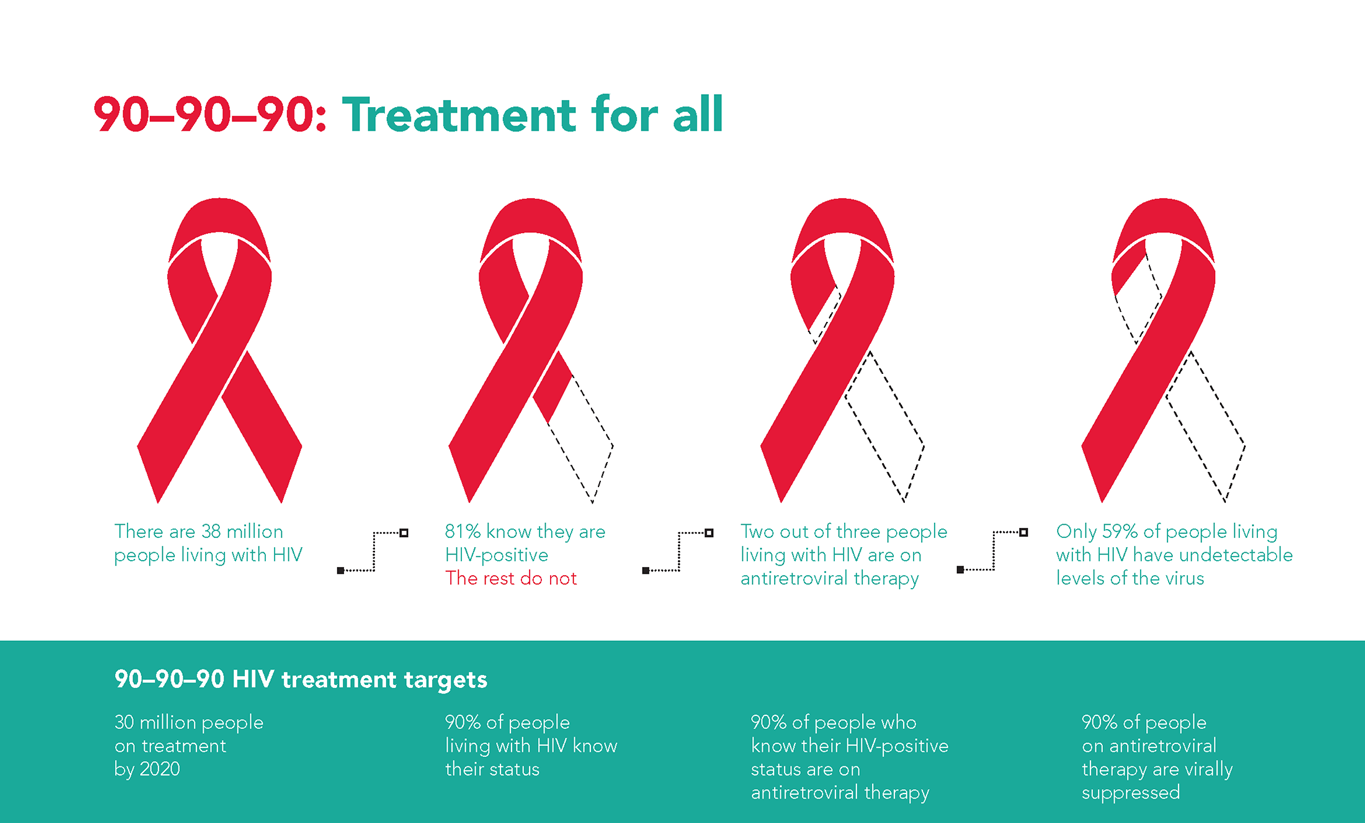 90–90–90: Treatment for all
There are 38 million
people living with HIV
81% know they are
HIV-positive
The rest do not
Two out of three people
living with HIV are on
antiretroviral therapy
Only 59% of people living
with HIV have undetectable
levels of the virus
90–90–90 HIV treatment targets
30 million people
on treatment
by 2020
90% of people
living with HIV know
their status
90% of people who
know their HIV-positive
status are on
antiretroviral therapy
90% of people
on antiretroviral
therapy are virally
suppressed